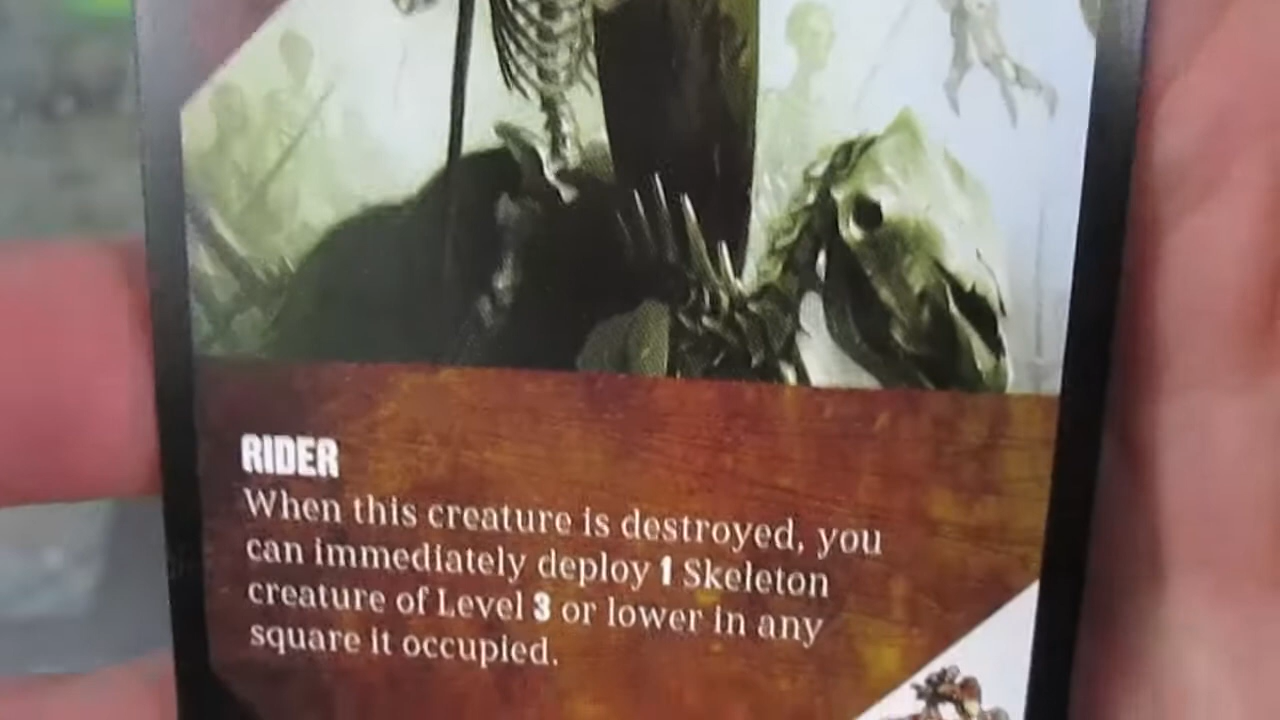 RIDER
When this creature is destroyed, you
can immediately deploy 1 Skeleton
creature of Level 3 or lower in any
square it occupied.